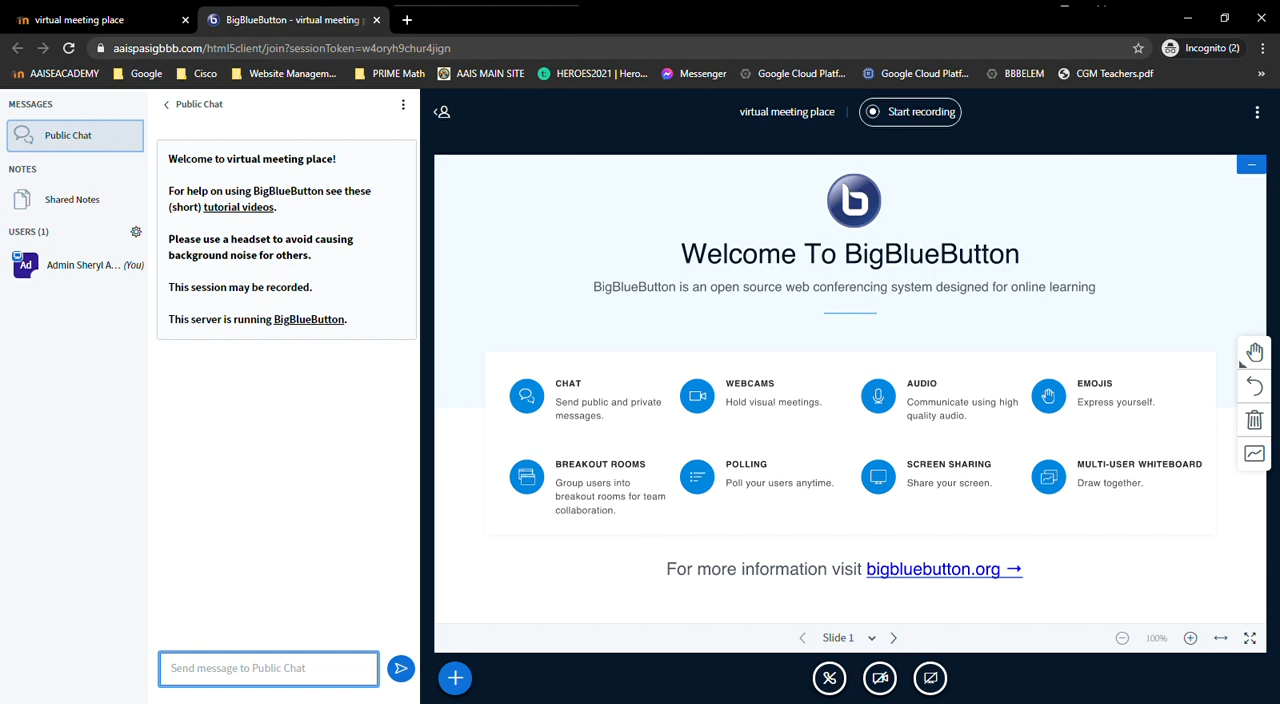 virtual meeting place
BigBlueButton - virtual meeting p
aaispasigbbb.com/html5client/join?sessionToken=w4oryh9chur4jign
Incognito (2)
AAISEACADEMY
Google
Cisco
Website Managem...
PRIME Math
AAIS MAIN SITE
HEROES2021 | Hero...
Messenger
Google Cloud Platf...
Google Cloud Platf...
BBBELEM
CGM Teachers.pdf
»
MESSAGES
Public Chat
NOTES
Shared Notes
USERS (1)
Ad
Admin Sheryl A... (You)
Public Chat
Welcome to virtual meeting place!
For help on using BigBlueButton see these
(short) tutorial videos.
Please use a headset to avoid causing
background noise for others.
This session may be recorded.
This server is running BigBlueButton.
Send message to Public Chat
virtual meeting place
Start recording
b
Welcome To BigBlueButton
BigBlueButton is an open source web conferencing system designed for online learning
CHAT
Send public and private
messages.
WEBCAMS
Hold visual meetings.
AUDIO
Communicate using high
quality audio.
EMOJIS
Express yourself.
BREAKOUT ROOMS
Group users into
breakout rooms for team
collaboration.
POLLING
Poll your users anytime.
SCREEN SHARING
Share your screen.
MULTI-USER WHITEBOARD
Draw together.
For more information visit bigbluebutton.org →
Slide 1
100%